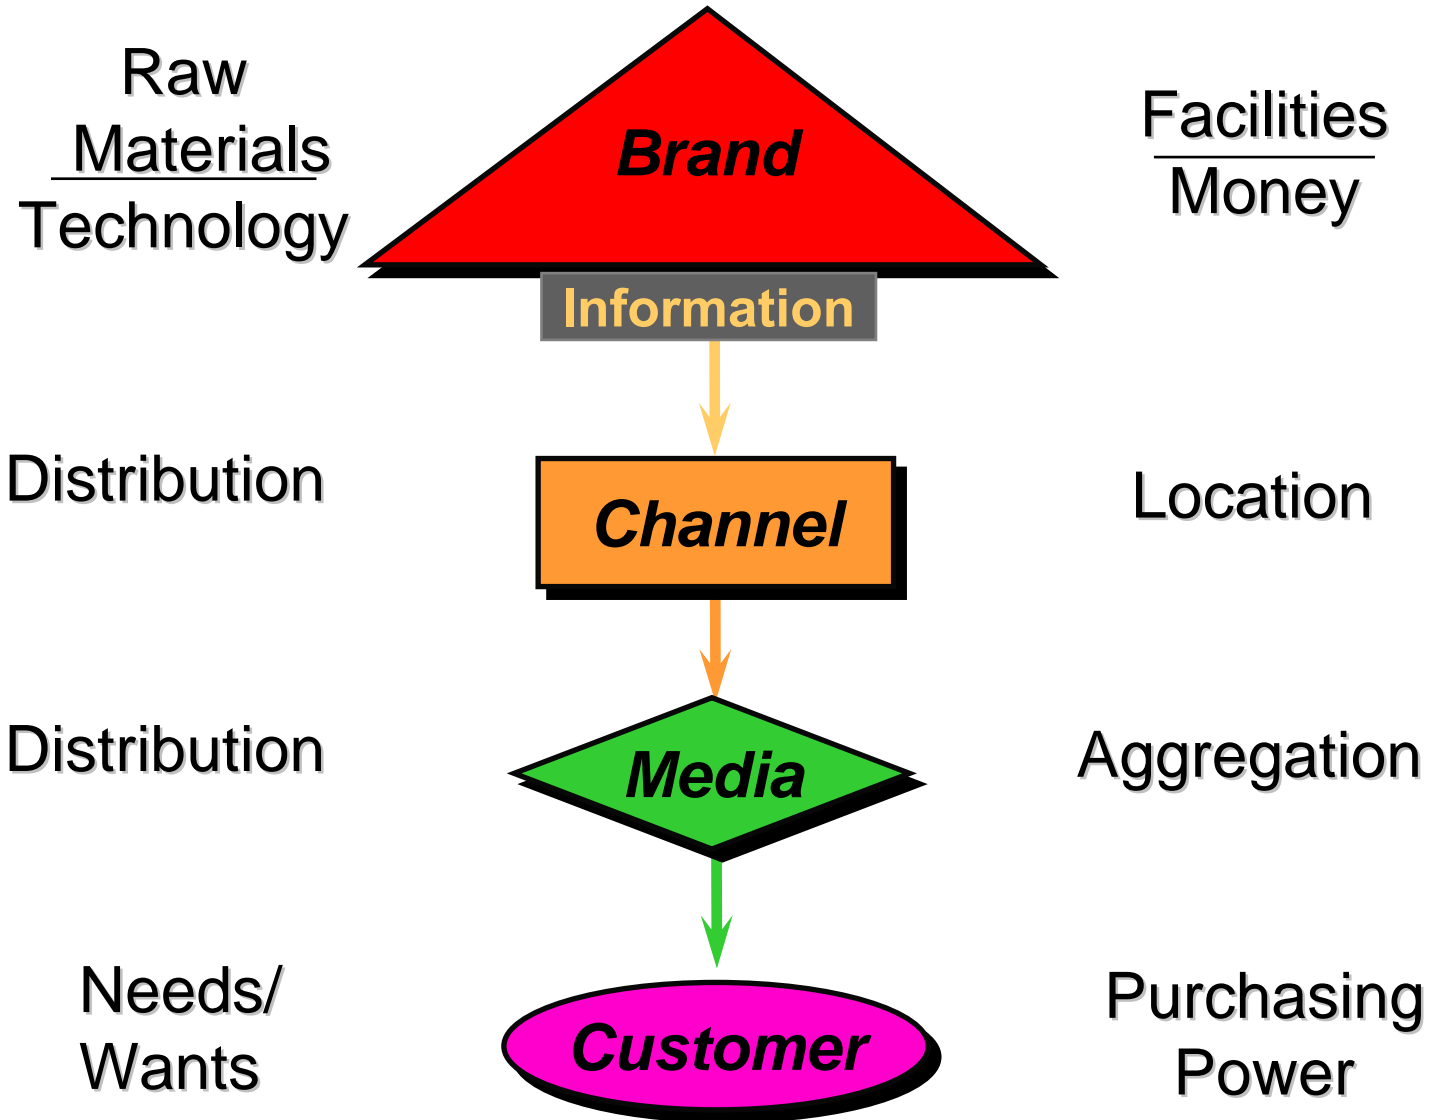 Raw
Materials
Technology
Brand
Facilities
Money
Information
Distribution
Channel
Location
Distribution
Media
Aggregation
Needs/
Wants
Customer
Purchasing
Power